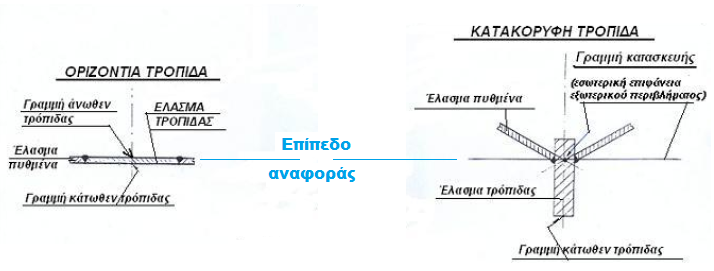 ΟΡΙΖΟΝΤΙΑ ΤΡΟΠΙΔΑ
Γραμμή άνωθεν
τρόπιδας
ΕΛΑΣΜΑ
ΤΡΟΠΙΔΑΣ
Έλασμα
πυθμένα
Γραμμή κάτωθεν τρόπιδας
Επίπεδο
αναφοράς
ΚΑΤΑΚΟΡΥΦΗ ΤΡΟΠΙΔΑ
Γραμμή κατασκευής
(εσωτερική επιφάνεια
εξωτερικού περιβλήματος)
Έλασμα πυθμένα
Έλασμα τρόπιδας
Γραμμή κάτωθεν τρόπιδας